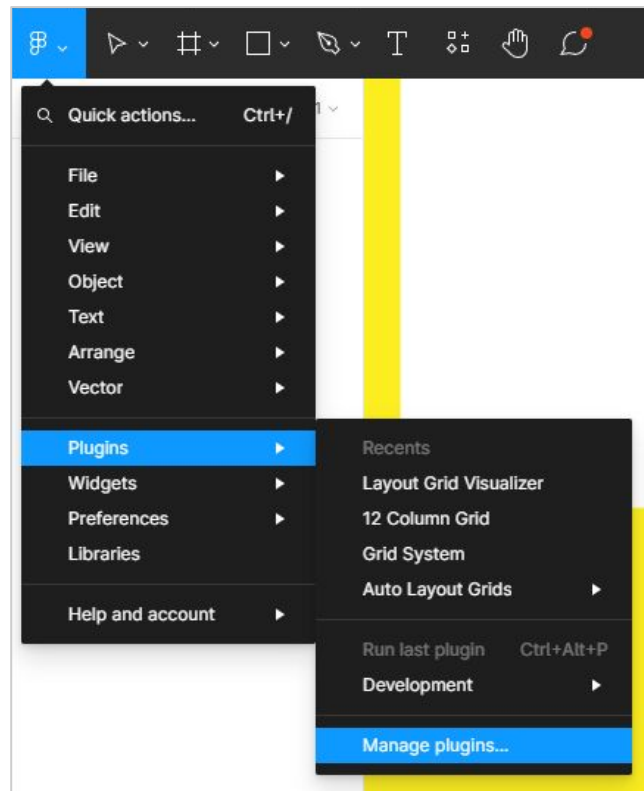 Quick actions... Ctrl+/
File
Edit
View
Object
Text
Arrange
Vector
Plugins
Widgets
Preferences
Libraries
Help and account
Recents
Layout Grid Visualizer
12 Column Grid
Grid System
Auto Layout Grids
Run last plugin Ctrl+Alt+P
Development
Manage plugins...